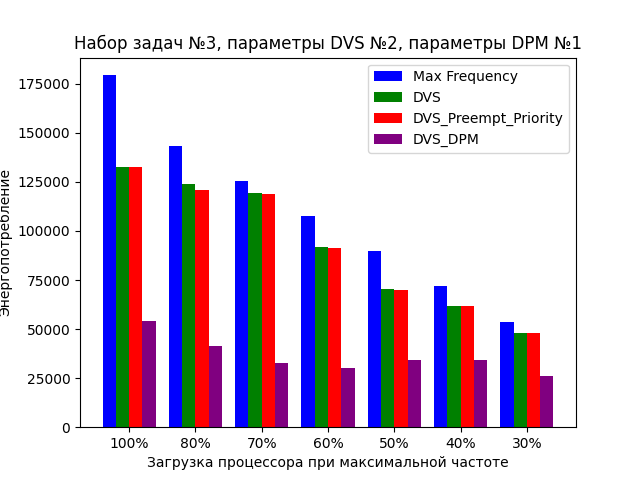 Набор задач №3, параметры DVS №2, параметры DPM №1
Энергопотребление
175000
150000
125000
100000
75000
50000
25000
0
Max Frequency
DVS
DVS_Preempt_Priority
DVS_DPM
100% 80% 70% 60% 50% 40% 30%
Загрузка процессора при максимальной частоте